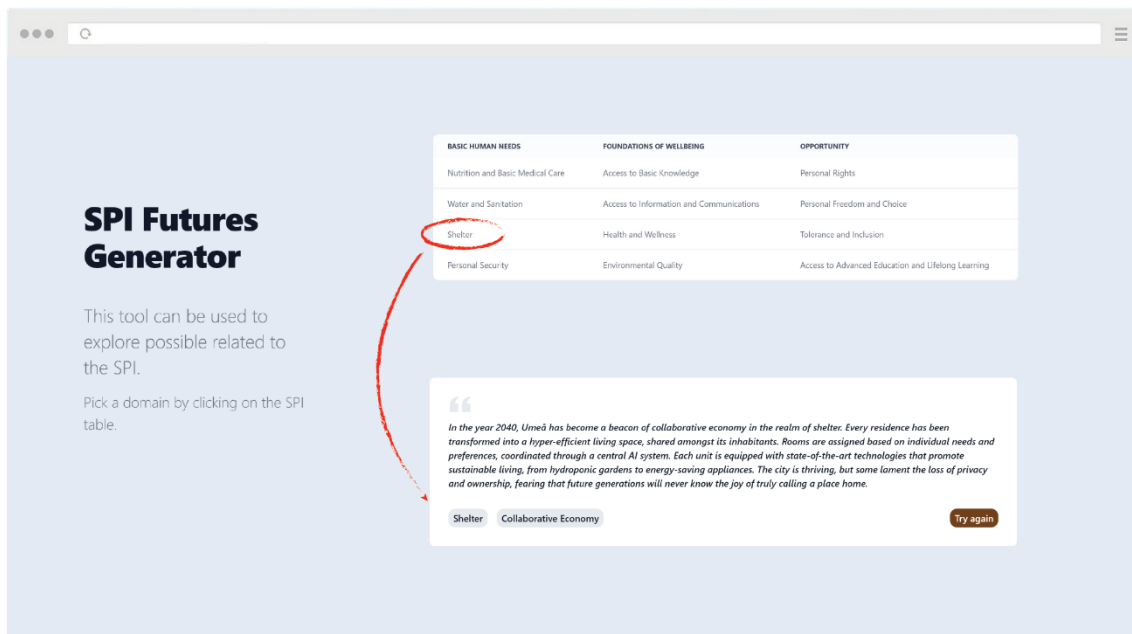 SPI Futures
Generator
This tool can be used to
explore possible related to
the SPI.
Pick a domain by clicking on the SPI
table.
BASIC HUMAN NEEDS FOUNDATIONS OF WELLBEING OPPORTUNITY
Nutrition and Basic Medical Care Access to Basic Knowledge Personal Rights
Water and Sanitation Access to Information and Communications Personal Freedom and Choice
Shelter Health and Wellness Tolerance and Inclusion
Personal Security Environmental Quality Access to Advanced Education and Lifelong Learning
“
In the year 2040, Umeå has become a beacon of collaborative economy in the realm of shelter. Every residence has been
transformed into a hyper-efficient living space, shared amongst its inhabitants. Rooms are assigned based on individual needs and
preferences, coordinated through a central AI system. Each unit is equipped with state-of-the-art technologies that promote
sustainable living, from hydroponic gardens to energy-saving appliances. The city is thriving, but some lament the loss of privacy
and ownership, fearing that future generations will never know the joy of truly calling a place home.
Shelter Collaborative Economy Try again